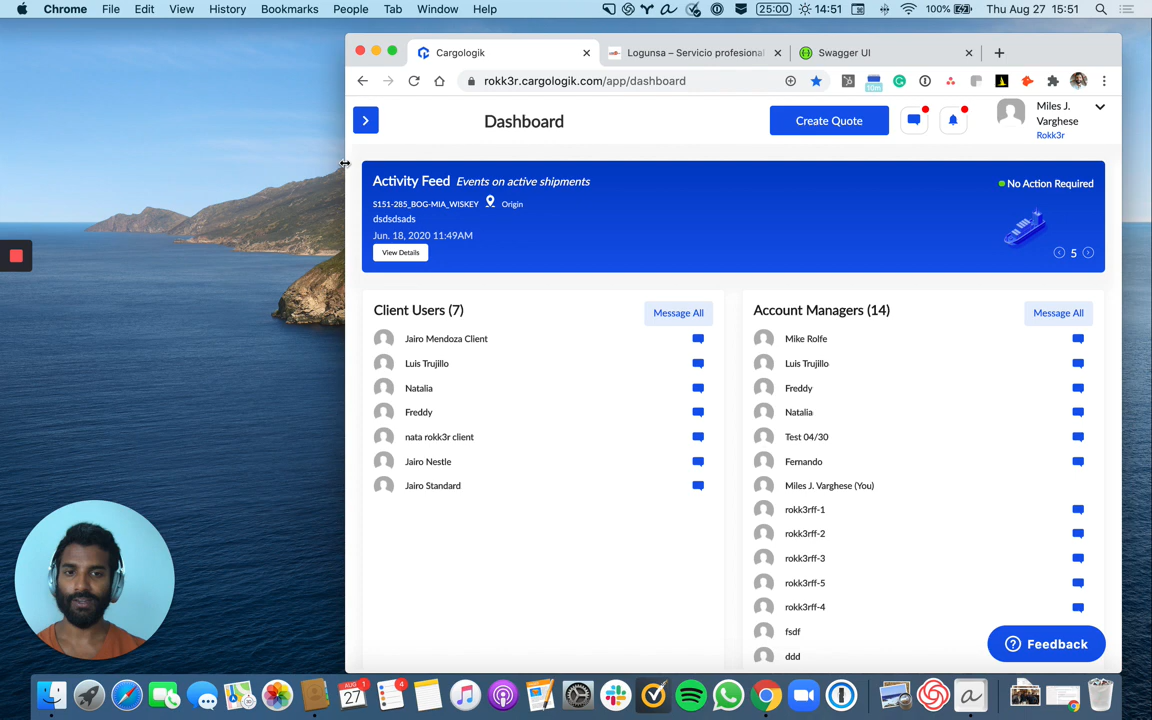 Chrome File Edit View History Bookmarks People Tab Window Help 25:00 14:51 100% Thu Aug 27 15:51
Cargologik Logunsa – Servicio profesional Swagger UI
rokk3r.cargologik.com/app/dashboard 10m
Dashboard Create Quote Miles J. Varghese
Rokk3r
Activity Feed Events on active shipments No Action Required
S151-285_BOG-MIA_WISKEY Origin
dsdsdsads
Jun. 18, 2020 11:49AM
View Details 5
Client Users (7) Message All
Jairo Mendoza Client
Luis Trujillo
Natalia
Freddy
nata rokk3r client
Jairo Nestle
Jairo Standard
Account Managers (14) Message All
Mike Rolfe
Luis Trujillo
Freddy
Natalia
Test 04/30
Fernando
Miles J. Varghese (You)
rokk3rff-1
rokk3rff-2
rokk3rff-3
rokk3rff-5
rokk3rff-4
fsdf
ddd
Feedback
AUG 27 1 4